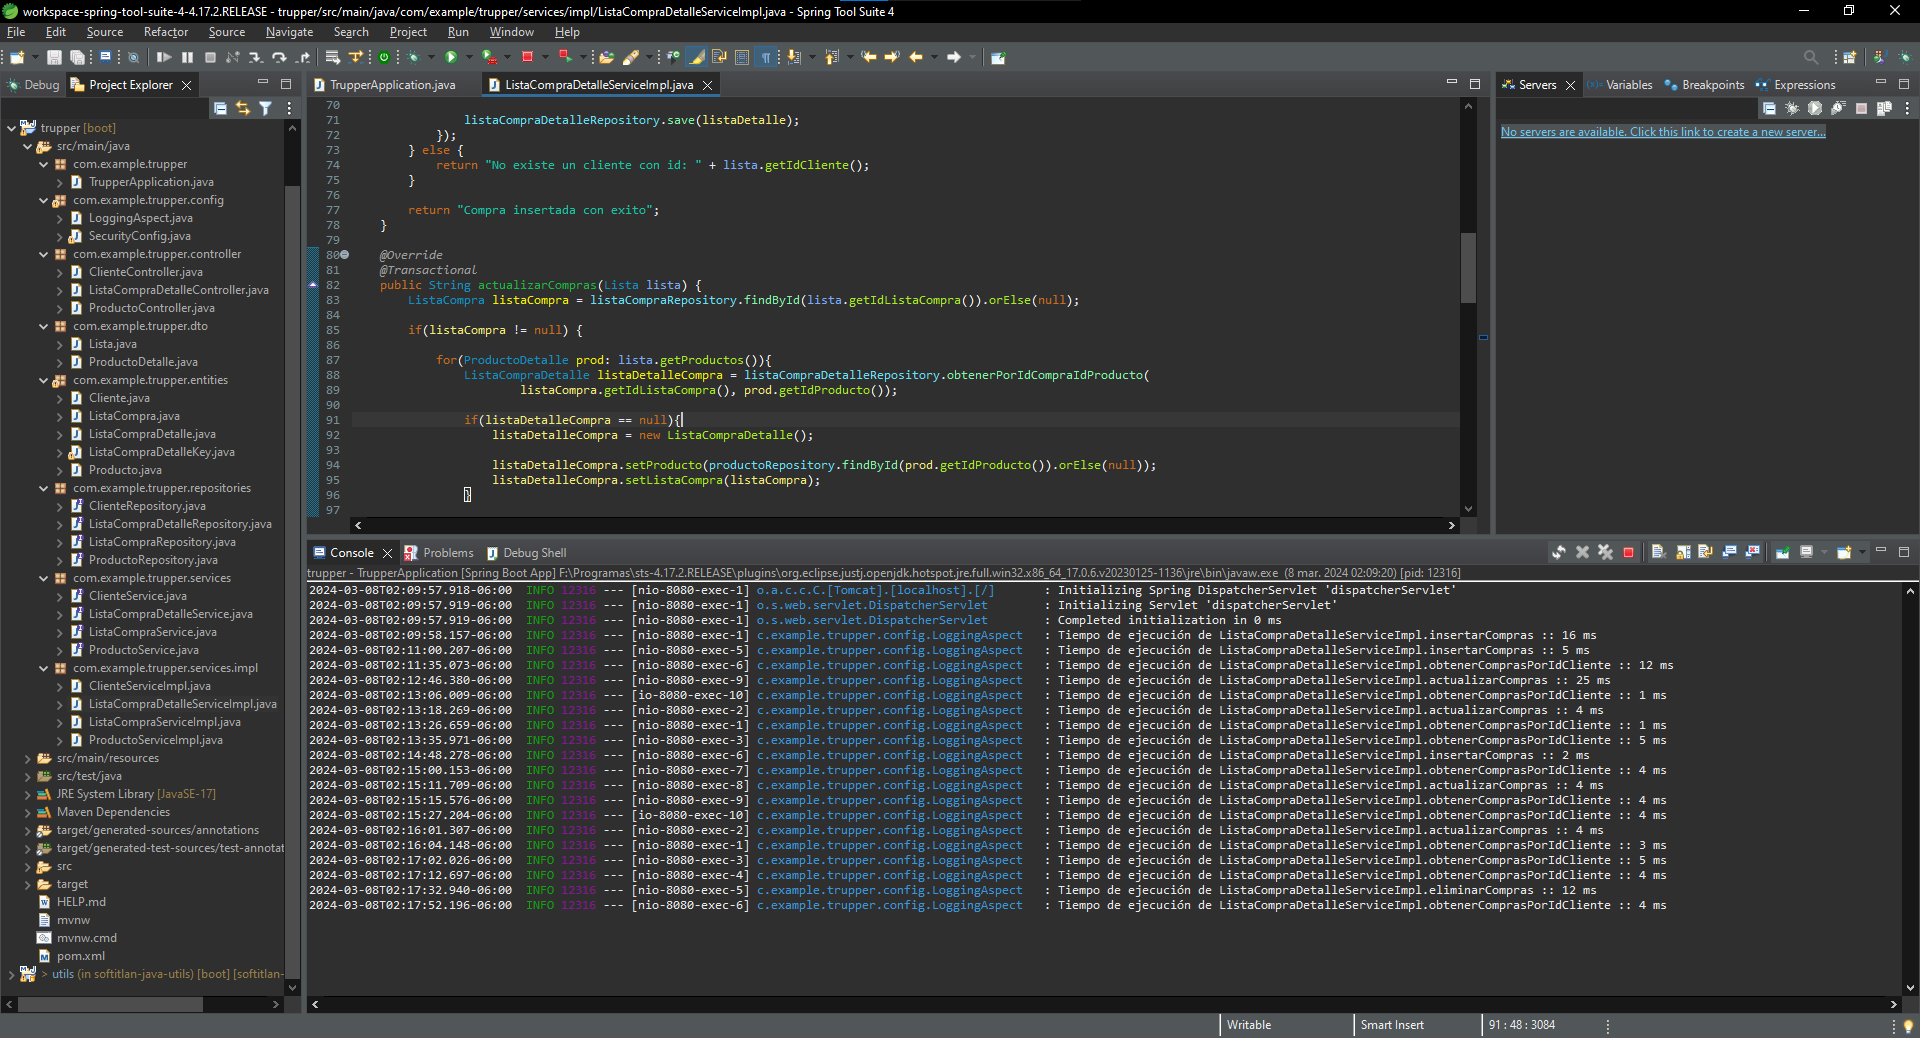 workspace-spring-tool-suite-4-4.17.2.RELEASE - trupper/src/main/java/com/example/trupper/services/impl/ListaCompraDetalleServiceImpl.java - Spring Tool Suite 4
File Edit Source Refactor Source Navigate Search Project Run Window Help
Debug Project Explorer
trupper [boot]
src/main/java
com.example.trupper
TrupperApplication.java
com.example.trupper.config
LoggingAspect.java
SecurityConfig.java
com.example.trupper.controller
ClienteController.java
ListaCompraDetalleController.java
ProductoController.java
com.example.trupper.dto
Lista.java
ProductoDetalle.java
com.example.trupper.entities
Cliente.java
ListaCompra.java
ListaCompraDetalle.java
ListaCompraDetalleKey.java
Producto.java
com.example.trupper.repositories
ClienteRepository.java
ListaCompraDetalleRepository.java
ListaCompraRepository.java
ProductoRepository.java
com.example.trupper.services
ClienteService.java
ListaCompraDetalleService.java
ListaCompraService.java
ProductoService.java
com.example.trupper.services.impl
ClienteServiceImpl.java
ListaCompraDetalleServiceImpl.java
ListaCompraServiceImpl.java
ProductoServiceImpl.java
src/main/resources
src/test/java
JRE System Library [JavaSE-17]
Maven Dependencies
target/generated-sources/annotations
target/generated-test-sources/test-annotat
src
target
HELP.md
mvnw
mvnw.cmd
pom.xml
> utils (in softitlan-java-utils) [boot] [softitlan-
TrupperApplication.java ListaCompraDetalleServiceImpl.java
70
71 listaCompraDetalleRepository.save(listaDetalle);
72 });
73 } else {
74 return "No existe un cliente con id: " + lista.getIdCliente();
75 }
76
77 return "Compra insertada con exito";
78 }
79
80 @Override
81 @Transactional
82 public String actualizarCompras(Lista lista) {
83 ListaCompra listaCompra = listaCompraRepository.findById(lista.getIdListaCompra()).orElse(null);
84
85 if(listaCompra != null) {
86
87 for(ProductoDetalle prod: lista.getProductos()){
88 ListaCompraDetalle listaDetalleCompra = listaCompraDetalleRepository.obtenerPorIdCompraIdProducto(
89 listaCompra.getIdListaCompra(), prod.getIdProducto());
90
91 if(listaDetalleCompra == null){
92 listaDetalleCompra = new ListaCompraDetalle();
93
94 listaDetalleCompra.setProducto(productoRepository.findById(prod.getIdProducto()).orElse(null));
95 listaDetalleCompra.setListaCompra(listaCompra);
96 }
97
Servers Variables Breakpoints Expressions
No servers are available. Click this link to create a new server...
Console Problems Debug Shell
trupper - TrupperApplication [Spring Boot App] F:\Programas\sts-4.17.2.RELEASE\plugins\org.eclipse.justj.openjdk.hotspot.jre.full.win32.x86_64_17.0.6.v20230125-1136\jre\bin\javaw.exe (8 mar. 2024 02:09:20) [pid: 12316]
2024-03-08T02:09:57.918-06:00 INFO 12316 --- [nio-8080-exec-1] o.a.c.c.C.[Tomcat].[localhost].[/] : Initializing Spring DispatcherServlet 'dispatcherServlet'
2024-03-08T02:09:57.919-06:00 INFO 12316 --- [nio-8080-exec-1] o.s.web.servlet.DispatcherServlet : Initializing Servlet 'dispatcherServlet'
2024-03-08T02:09:57.919-06:00 INFO 12316 --- [nio-8080-exec-1] o.s.web.servlet.DispatcherServlet : Completed initialization in 0 ms
2024-03-08T02:09:58.157-06:00 INFO 12316 --- [nio-8080-exec-1] c.example.trupper.config.LoggingAspect : Tiempo de ejecución de ListaCompraDetalleServiceImpl.insertarCompras :: 16 ms
2024-03-08T02:11:00.207-06:00 INFO 12316 --- [nio-8080-exec-5] c.example.trupper.config.LoggingAspect : Tiempo de ejecución de ListaCompraDetalleServiceImpl.insertarCompras :: 5 ms
2024-03-08T02:11:35.073-06:00 INFO 12316 --- [nio-8080-exec-6] c.example.trupper.config.LoggingAspect : Tiempo de ejecución de ListaCompraDetalleServiceImpl.obtenerComprasPorIdCliente :: 12 ms
2024-03-08T02:12:46.380-06:00 INFO 12316 --- [nio-8080-exec-9] c.example.trupper.config.LoggingAspect : Tiempo de ejecución de ListaCompraDetalleServiceImpl.actualizarCompras :: 25 ms
2024-03-08T02:13:06.009-06:00 INFO 12316 --- [io-8080-exec-10] c.example.trupper.config.LoggingAspect : Tiempo de ejecución de ListaCompraDetalleServiceImpl.obtenerComprasPorIdCliente :: 1 ms
2024-03-08T02:13:18.269-06:00 INFO 12316 --- [nio-8080-exec-2] c.example.trupper.config.LoggingAspect : Tiempo de ejecución de ListaCompraDetalleServiceImpl.actualizarCompras :: 4 ms
2024-03-08T02:13:26.659-06:00 INFO 12316 --- [nio-8080-exec-1] c.example.trupper.config.LoggingAspect : Tiempo de ejecución de ListaCompraDetalleServiceImpl.obtenerComprasPorIdCliente :: 1 ms
2024-03-08T02:13:35.971-06:00 INFO 12316 --- [nio-8080-exec-3] c.example.trupper.config.LoggingAspect : Tiempo de ejecución de ListaCompraDetalleServiceImpl.obtenerComprasPorIdCliente :: 5 ms
2024-03-08T02:14:48.278-06:00 INFO 12316 --- [nio-8080-exec-6] c.example.trupper.config.LoggingAspect : Tiempo de ejecución de ListaCompraDetalleServiceImpl.insertarCompras :: 2 ms
2024-03-08T02:15:00.153-06:00 INFO 12316 --- [nio-8080-exec-7] c.example.trupper.config.LoggingAspect : Tiempo de ejecución de ListaCompraDetalleServiceImpl.obtenerComprasPorIdCliente :: 4 ms
2024-03-08T02:15:11.709-06:00 INFO 12316 --- [nio-8080-exec-8] c.example.trupper.config.LoggingAspect : Tiempo de ejecución de ListaCompraDetalleServiceImpl.actualizarCompras :: 4 ms
2024-03-08T02:15:15.576-06:00 INFO 12316 --- [nio-8080-exec-9] c.example.trupper.config.LoggingAspect : Tiempo de ejecución de ListaCompraDetalleServiceImpl.obtenerComprasPorIdCliente :: 4 ms
2024-03-08T02:15:27.204-06:00 INFO 12316 --- [io-8080-exec-10] c.example.trupper.config.LoggingAspect : Tiempo de ejecución de ListaCompraDetalleServiceImpl.obtenerComprasPorIdCliente :: 4 ms
2024-03-08T02:16:01.307-06:00 INFO 12316 --- [nio-8080-exec-2] c.example.trupper.config.LoggingAspect : Tiempo de ejecución de ListaCompraDetalleServiceImpl.actualizarCompras :: 4 ms
2024-03-08T02:16:04.148-06:00 INFO 12316 --- [nio-8080-exec-1] c.example.trupper.config.LoggingAspect : Tiempo de ejecución de ListaCompraDetalleServiceImpl.obtenerComprasPorIdCliente :: 3 ms
2024-03-08T02:17:02.026-06:00 INFO 12316 --- [nio-8080-exec-3] c.example.trupper.config.LoggingAspect : Tiempo de ejecución de ListaCompraDetalleServiceImpl.obtenerComprasPorIdCliente :: 5 ms
2024-03-08T02:17:12.697-06:00 INFO 12316 --- [nio-8080-exec-4] c.example.trupper.config.LoggingAspect : Tiempo de ejecución de ListaCompraDetalleServiceImpl.obtenerComprasPorIdCliente :: 4 ms
2024-03-08T02:17:32.940-06:00 INFO 12316 --- [nio-8080-exec-5] c.example.trupper.config.LoggingAspect : Tiempo de ejecución de ListaCompraDetalleServiceImpl.eliminarCompras :: 12 ms
2024-03-08T02:17:52.196-06:00 INFO 12316 --- [nio-8080-exec-6] c.example.trupper.config.LoggingAspect : Tiempo de ejecución de ListaCompraDetalleServiceImpl.obtenerComprasPorIdCliente :: 4 ms
Writable Smart Insert 91 : 48 : 3084